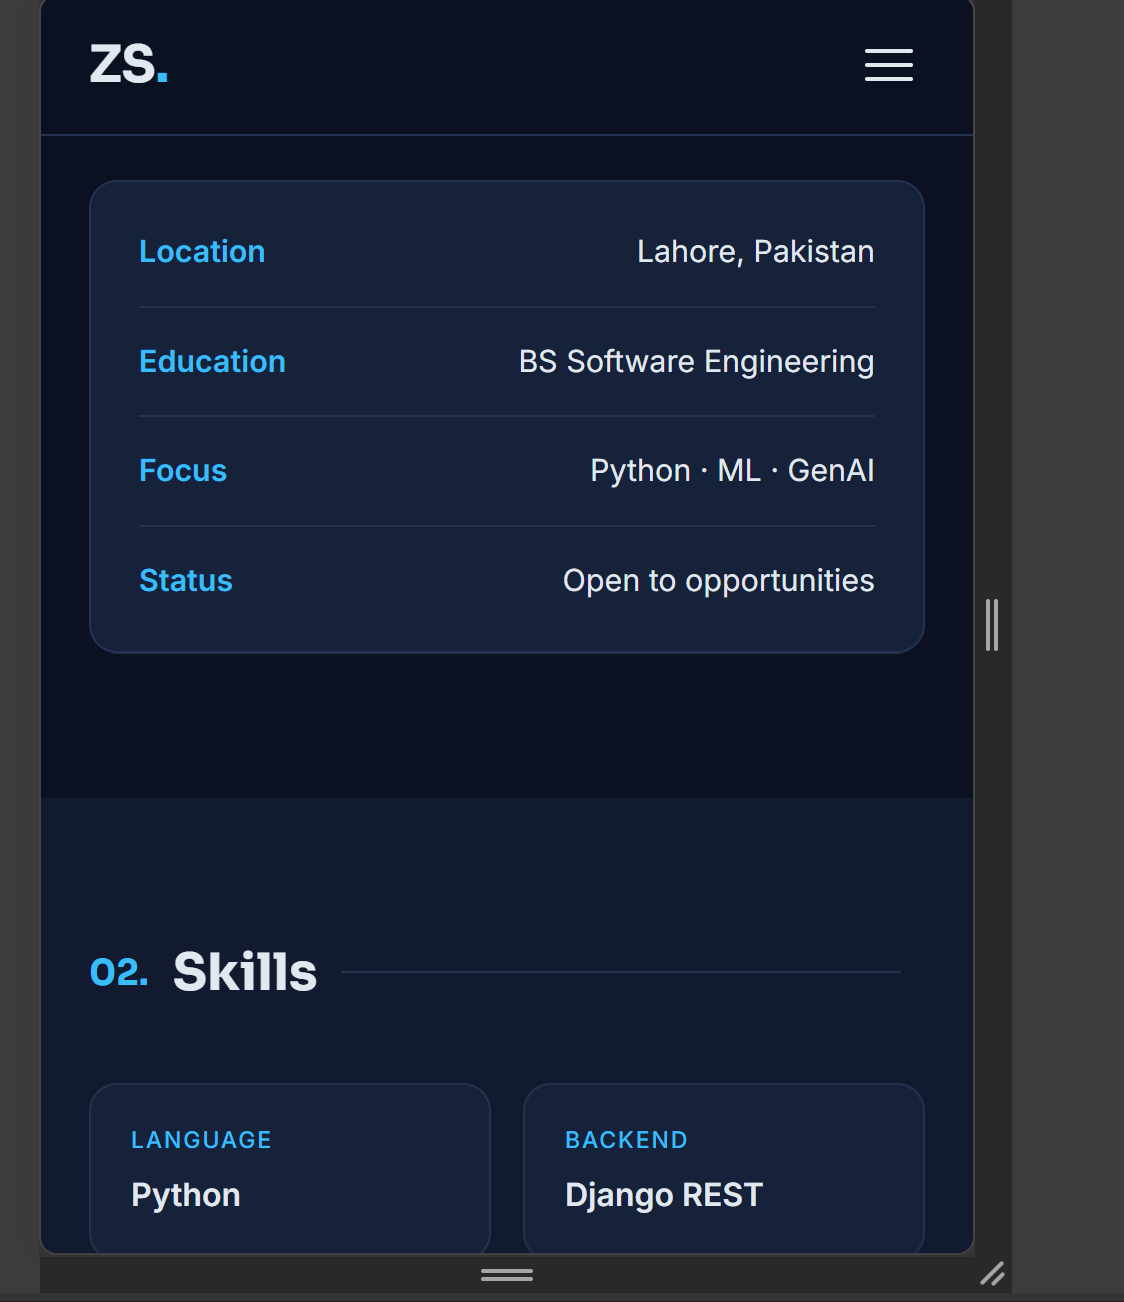 ZS.
Location Lahore, Pakistan
Education BS Software Engineering
Focus Python · ML · GenAI
Status Open to opportunities
02. Skills
LANGUAGE
Python
BACKEND
Django REST